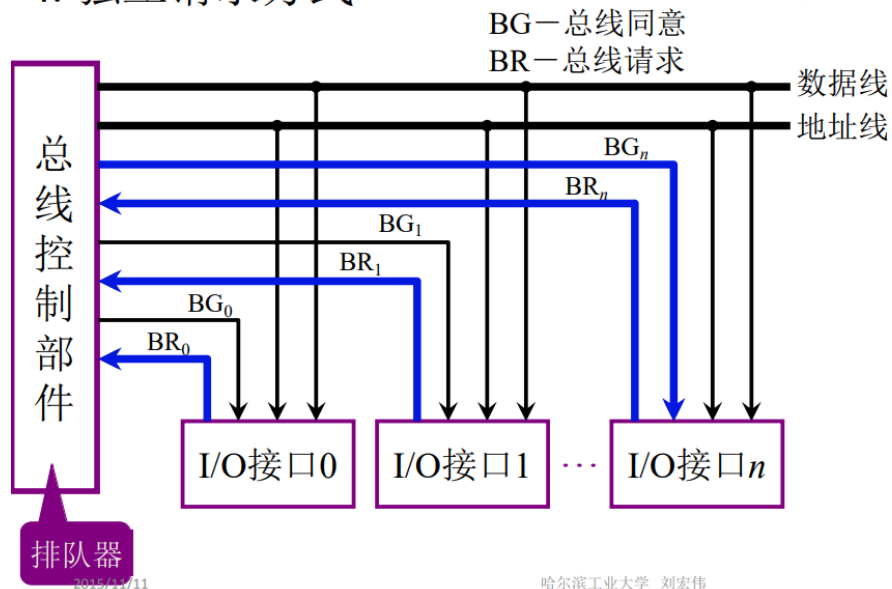 BG－总线同意
BR－总线请求
数据线
地址线
总线控制部件
BGn
BRn
BG1
BR1
BG0
BR0
I/O接口0
I/O接口1
…
I/O接口n
排队器
2015/11/11
哈尔滨工业大学 刘宏伟